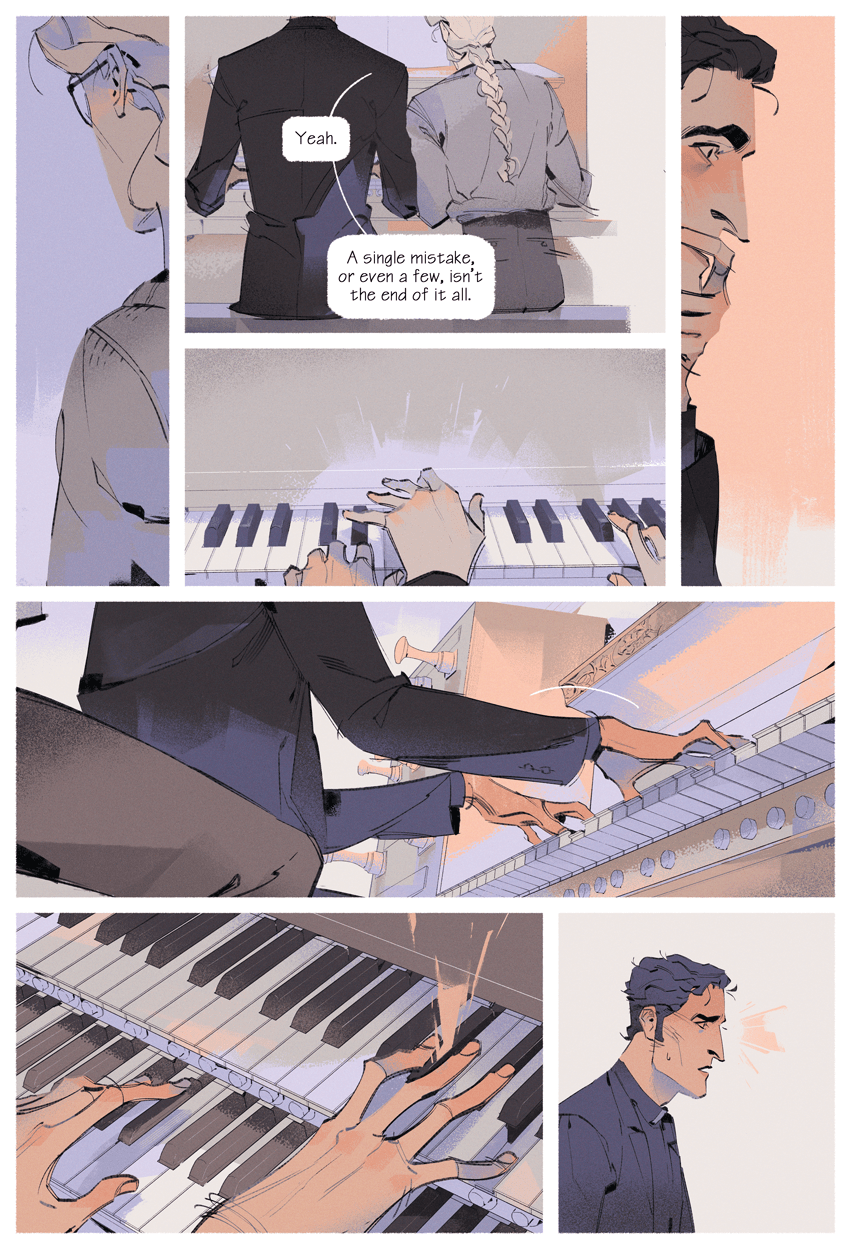 Yeah.
A single mistake,
or even a few, isn't
the end of it all.